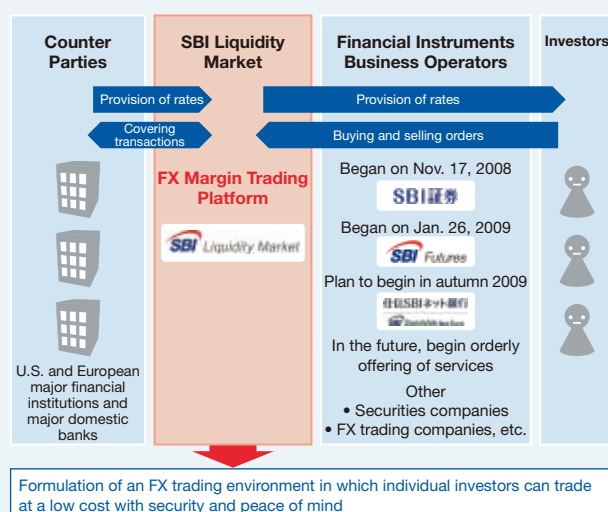 Counter
Parties
SBI Liquidity
Market
Financial Instruments
Business Operators
Investors
Provision of rates
Provision of rates
Covering
transactions
Buying and selling orders
FX Margin Trading
Platform
SBI Liquidity Market
Began on Nov. 17, 2008
SBI証券
Began on Jan. 26, 2009
SBI Futures
Plan to begin in autumn 2009
住信SBIネット銀行
In the future, begin orderly
offering of services
Other
• Securities companies
• FX trading companies, etc.
U.S. and European
major financial
institutions and
major domestic
banks
Formulation of an FX trading environment in which individual investors can trade
at a low cost with security and peace of mind